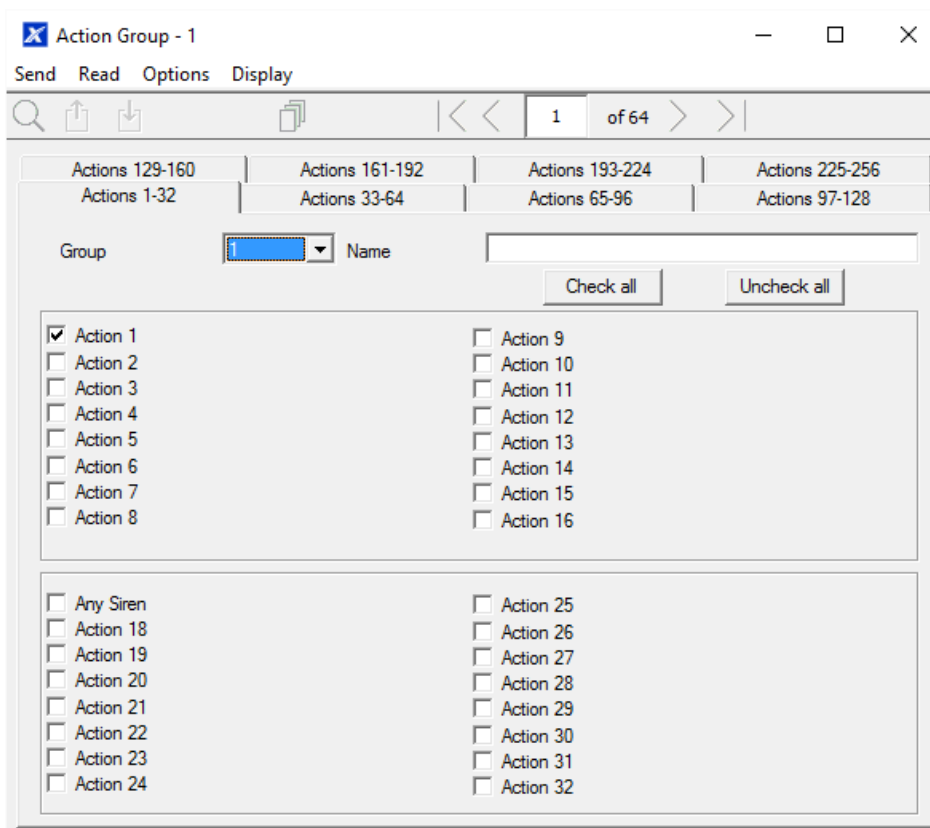 Action Group - 1
Send Read Options Display
1 of 64
Actions 129-160 Actions 161-192 Actions 193-224 Actions 225-256
Actions 1-32 Actions 33-64 Actions 65-96 Actions 97-128
Group 1 Name
Check all Uncheck all
Action 1
Action 2
Action 3
Action 4
Action 5
Action 6
Action 7
Action 8
Action 9
Action 10
Action 11
Action 12
Action 13
Action 14
Action 15
Action 16
Any Siren
Action 18
Action 19
Action 20
Action 21
Action 22
Action 23
Action 24
Action 25
Action 26
Action 27
Action 28
Action 29
Action 30
Action 31
Action 32